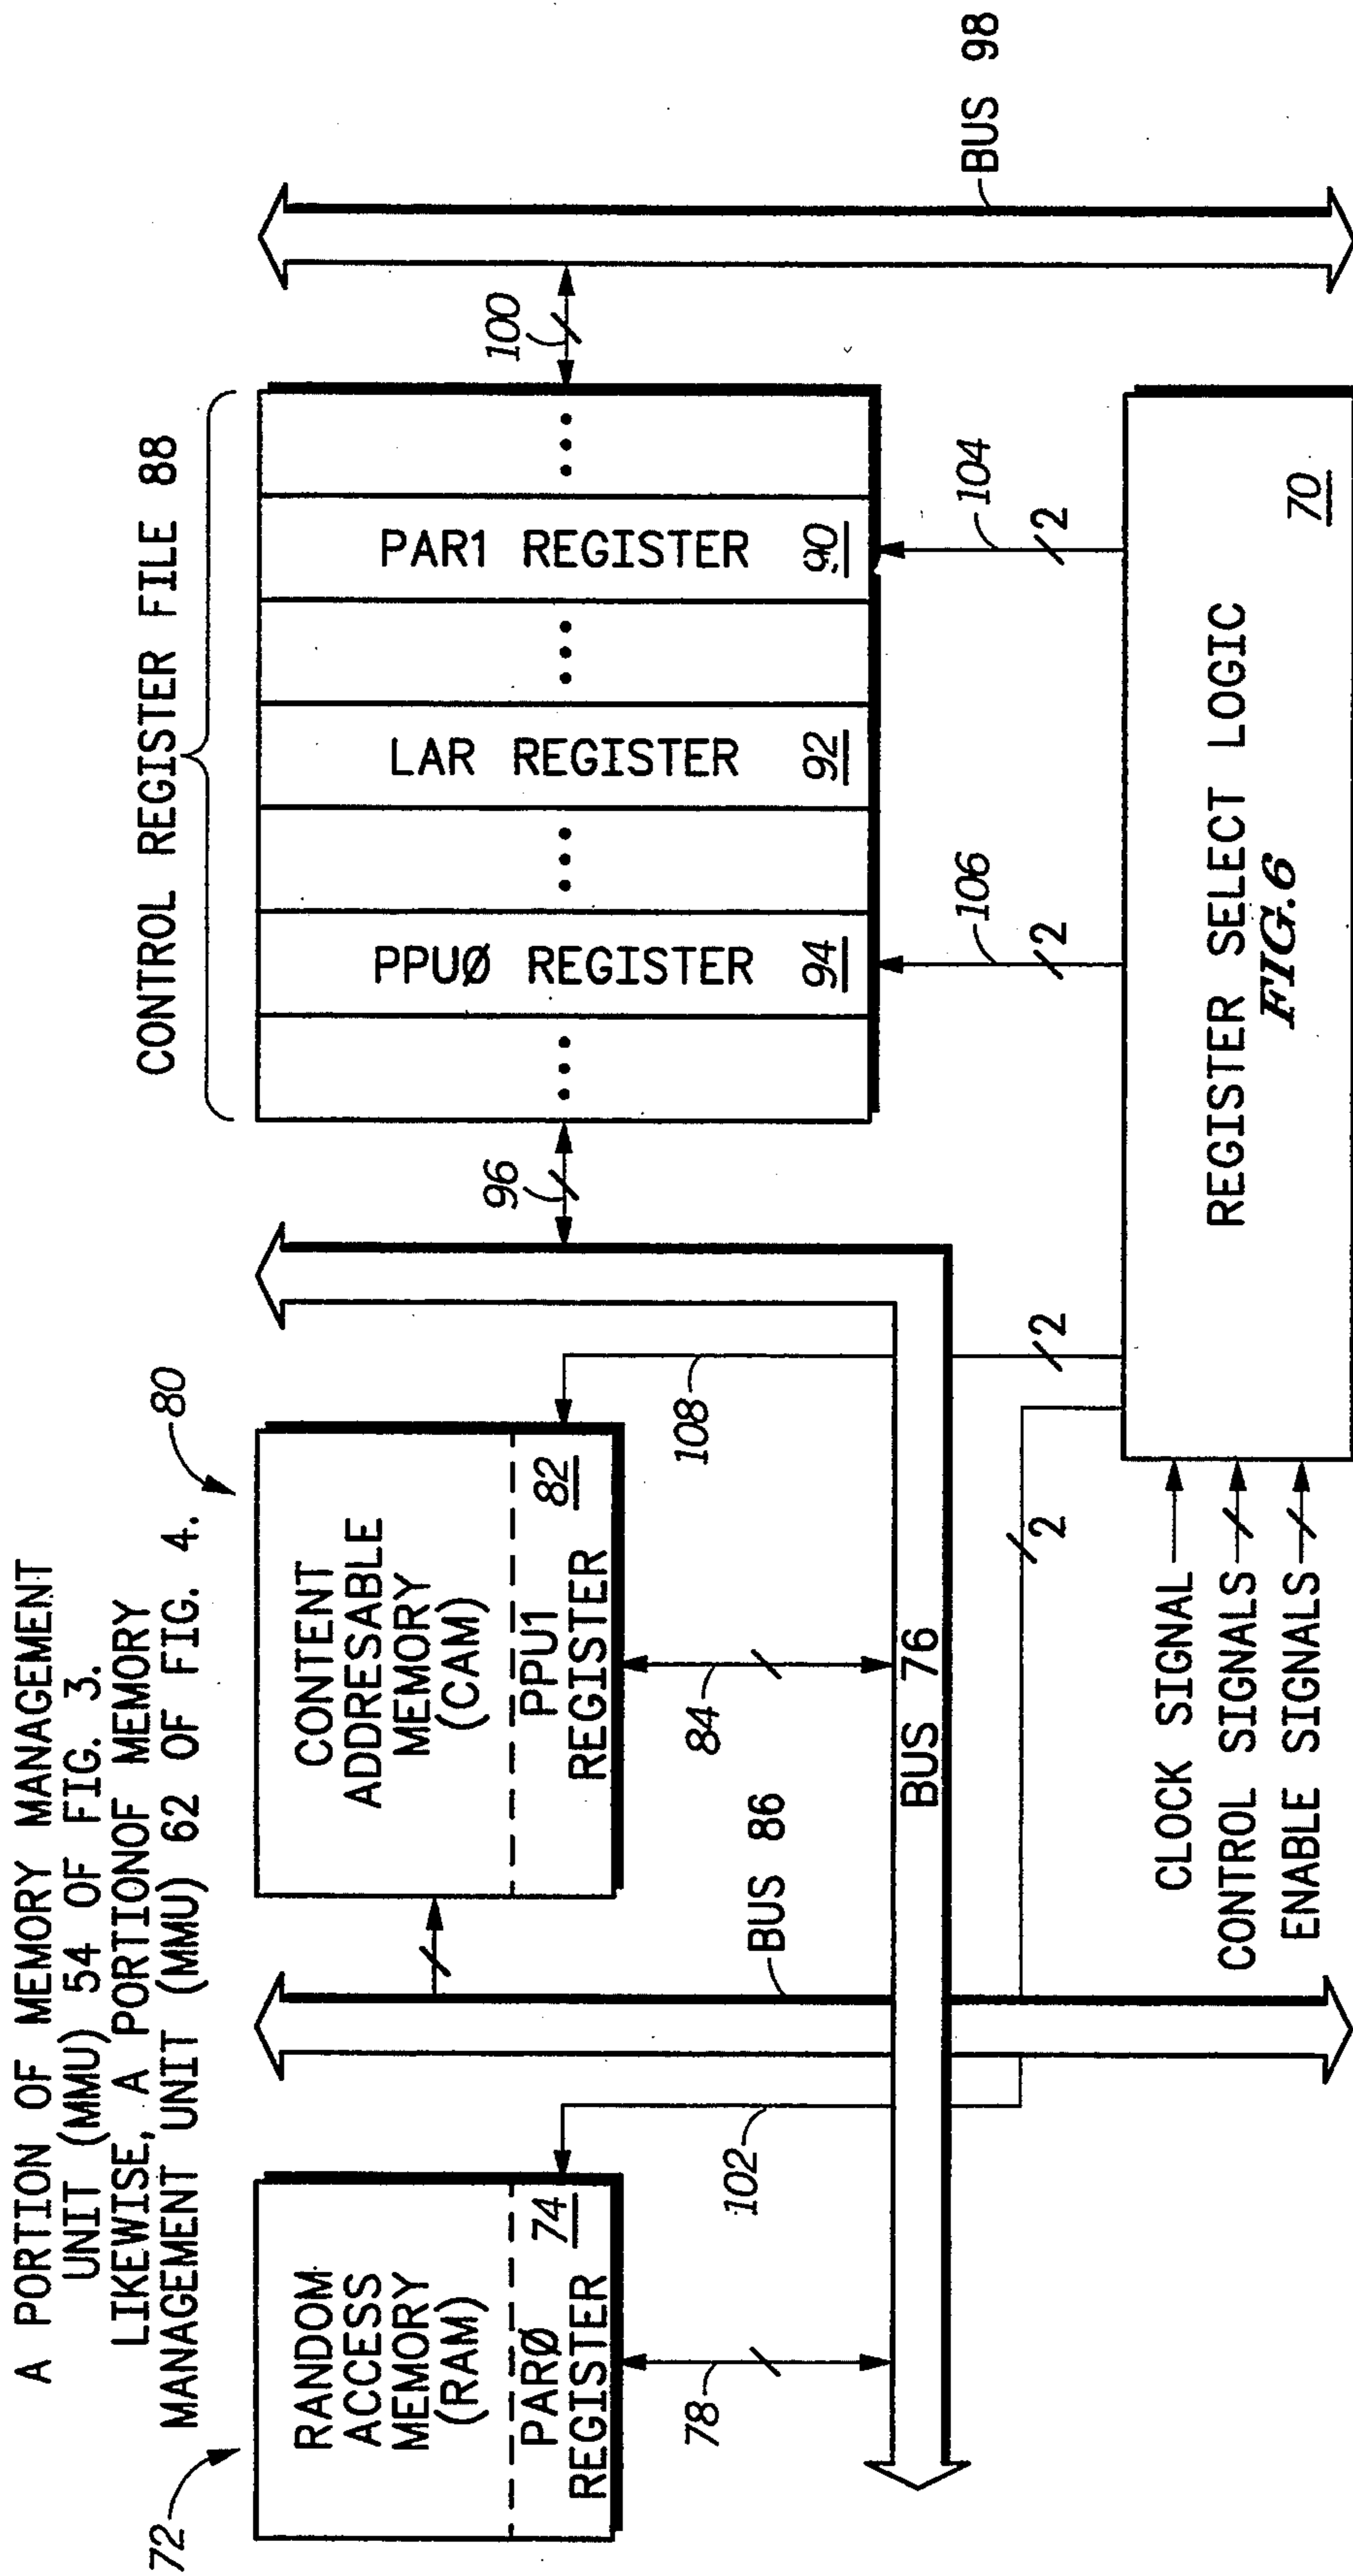 A PORTION OF MEMORY MANAGEMENT
UNIT (MMU) 54 OF FIG. 3.
LIKEWISE, A PORTIONOF MEMORY
MANAGEMENT UNIT (MMU) 62 OF FIG. 4.
72
80
CONTROL REGISTER FILE 88
RANDOM
ACCESS
MEMORY
(RAM)
PARØ
REGISTER
74
CONTENT
ADDRESABLE
MEMORY
(CAM)
PPU1
REGISTER
82
96
PPUØ REGISTER
94
LAR REGISTER
92
PAR1 REGISTER
90
100
78
102
BUS 86
84
108
106
2
104
2
BUS 98
BUS 76
2
2
CLOCK SIGNAL
CONTROL SIGNALS
ENABLE SIGNALS
REGISTER SELECT LOGIC
FIG.6
70